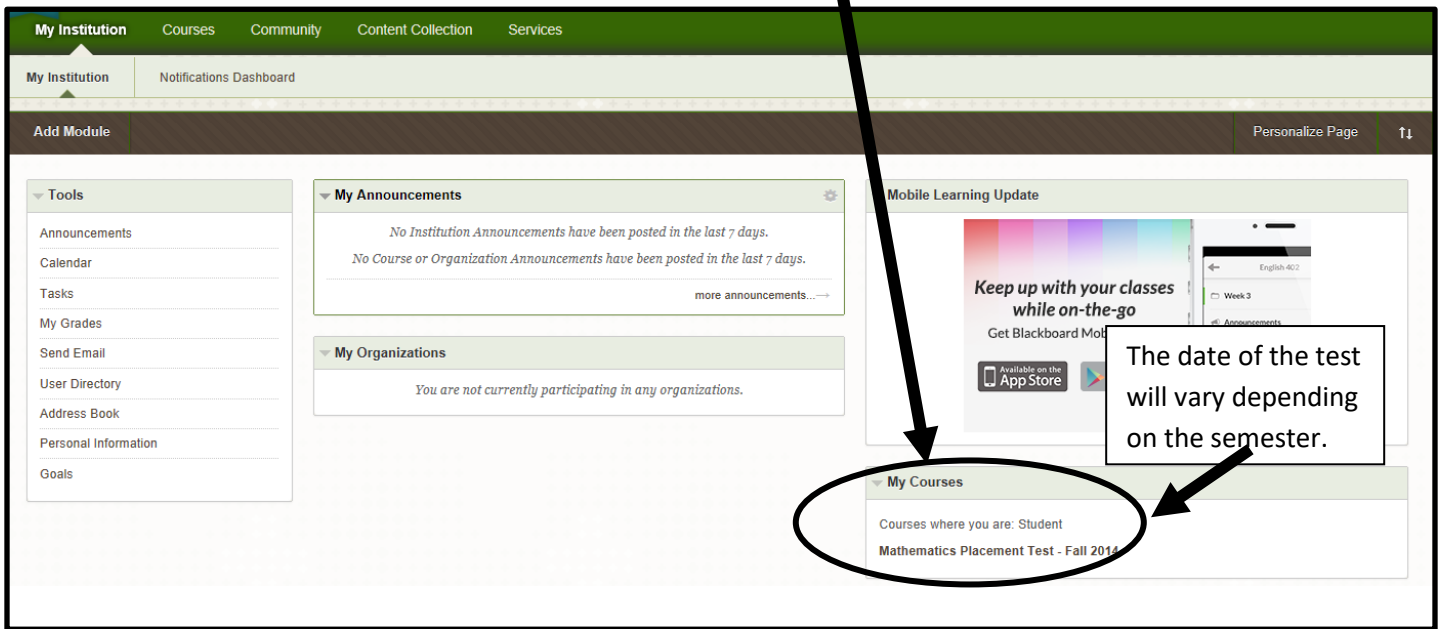 My Institution Courses Community Content Collection Services
My Institution Notifications Dashboard
Add Module Personalize Page
Tools
Announcements
Calendar
Tasks
My Grades
Send Email
User Directory
Address Book
Personal Information
Goals
My Announcements
No Institution Announcements have been posted in the last 7 days.
No Course or Organization Announcements have been posted in the last 7 days.
more announcements...→
My Organizations
You are not currently participating in any organizations.
Mobile Learning Update
Keep up with your classes
while on-the-go
Get Blackboard Mob
Available on the
App Store
English 402
Week 3
Announcements
The date of the test
will vary depending
on the semester.
My Courses
Courses where you are: Student
Mathematics Placement Test - Fall 2014